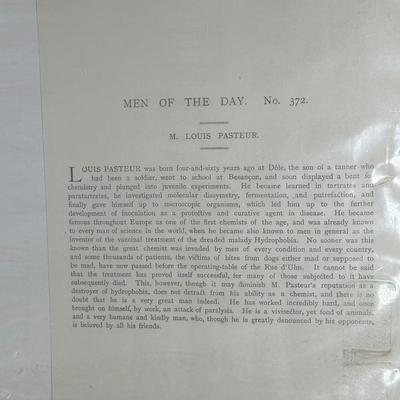 MEN OF THE DAY. No. 372.
M. LOUIS PASTEUR.
LOUIS PASTEUR was born four-and-sixty years ago at Dôle, the son of a tanner who
had been a soldier, went to school at Besançon, and soon displayed a bent for
chemistry and plunged into juvenile experiments. He became learned in tartrates and
paratartrates, he investigated molecular dissymetry, fermentation, and putrefaction, and
finally gave himself up to microscopic organisms, which led him up to the further
development of inoculation as a protective and curative agent in disease. He became
famous throughout Europe as one of the first chemists of the age, and was already known
to every man of science in the world, when he became also known to men in general as the
inventor of the vaccinal treatment of the dreaded malady Hydrophobia. No sooner was this
known than the great chemist was invaded by men of every condition and every country,
and some thousands of patients, the victims of bites from dogs either mad or supposed to
be mad, have now passed before the operating-table of the Rue d'Ulm. It cannot be said
that the treatment has proved itself successful, for many of those subjected to it have
subsequently died. This, however, though it may diminish M. Pasteur's reputation as a
destroyer of hydrophobia, does not detract from his ability as a chemist, and there is no
doubt that he is a very great man indeed. He has worked incredibly hard, and once
brought on himself, by work, an attack of paralysis. He is a vivisector, yet fond of animals,
and a very humane and kindly man, who, though he is greatly denounced by his opponents,
is beloved by all his friends.